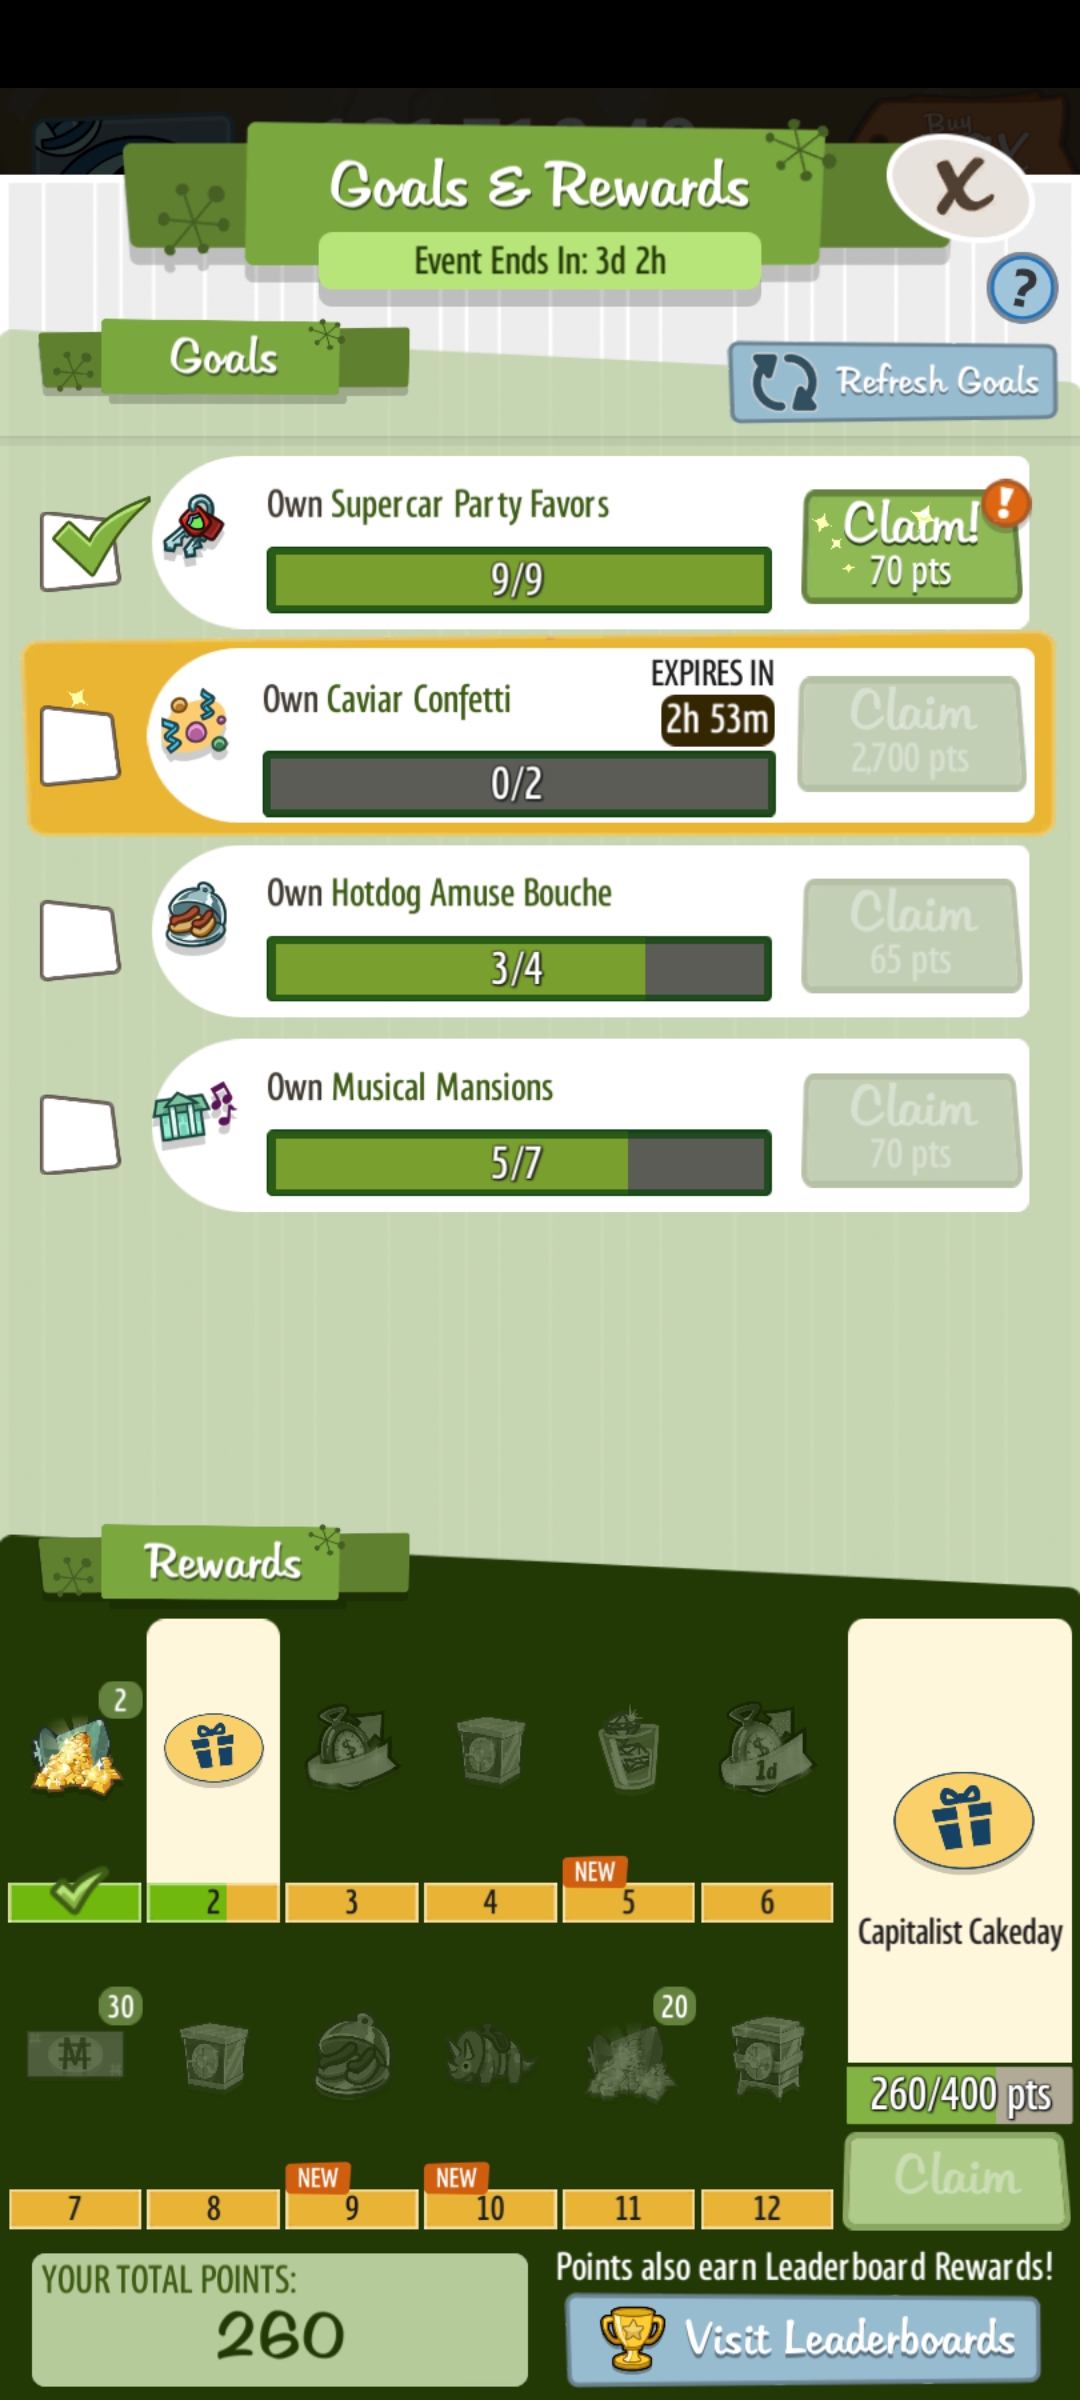 Buy
Goals & Rewards
X
Event Ends In: 3d 2h
?
Goals
Refresh Goals
Own Supercar Party Favors
9/9
Claim!
70 pts
!
EXPIRES IN
Own Caviar Confetti
2h 53m
0/2
Claim
2,700 pts
Own Hotdog Amuse Bouche
3/4
Claim
65 pts
Own Musical Mansions
5/7
Claim
70 pts
Rewards
2
1d
NEW
2
3
4
5
6
Capitalist Cakeday
30
20
260/400 pts
Claim
NEW
NEW
7
8
9
10
11
12
YOUR TOTAL POINTS:
260
Points also earn Leaderboard Rewards!
Visit Leaderboards